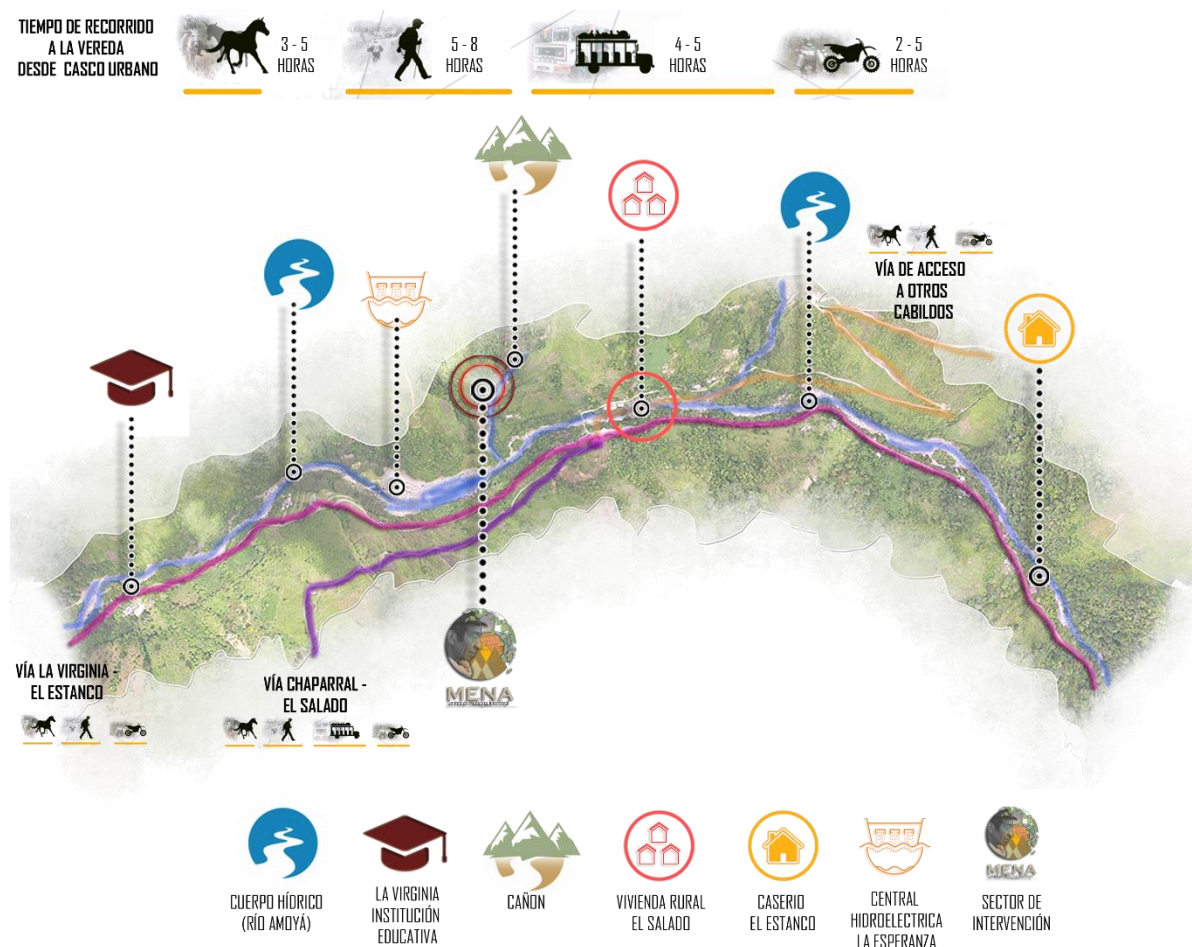 TIEMPO DE RECORRIDO
A LA VEREDA
DESDE CASCO URBANO
3 - 5
HORAS
5 - 8
HORAS
4 - 5
HORAS
2 - 5
HORAS
VÍA DE ACCESO
A OTROS
CABILDOS
VÍA LA VIRGINIA -
EL ESTANCO
VÍA CHAPARRAL -
EL SALADO
MENA
CUERPO HÍDRICO
(RÍO AMOYÁ)
LA VIRGINIA
INSTITUCIÓN
EDUCATIVA
CAÑON
VIVIENDA RURAL
EL SALADO
CASERIO
EL ESTANCO
CENTRAL
HIDROELECTRICA
LA ESPERANZA
MENA
SECTOR DE
INTERVENCIÓN